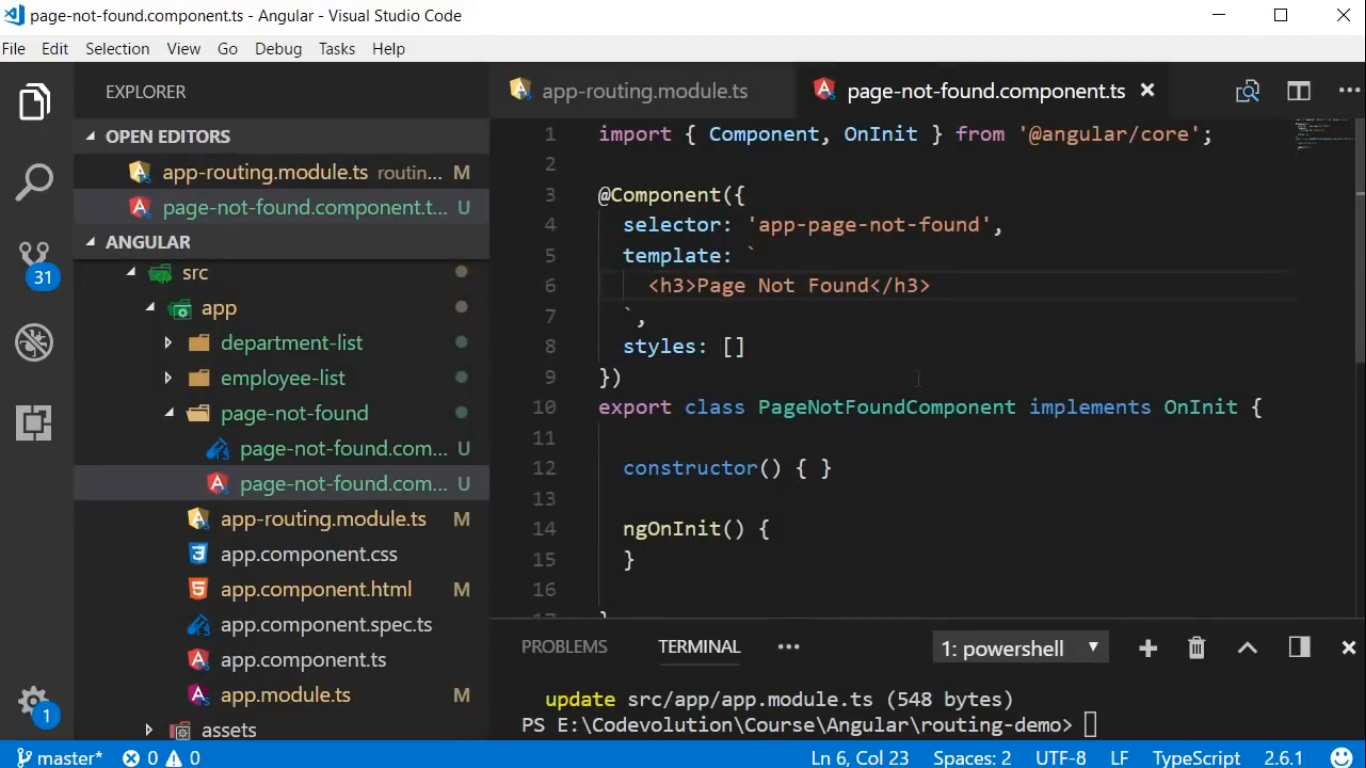 page-not-found.component.ts - Angular - Visual Studio Code
File Edit Selection View Go Debug Tasks Help
EXPLORER
OPEN EDITORS
app-routing.module.ts routin... M
page-not-found.component.t... U
ANGULAR
src
app
department-list
employee-list
page-not-found
page-not-found.com... U
page-not-found.com... U
app-routing.module.ts M
app.component.css
app.component.html M
app.component.spec.ts
app.component.ts
app.module.ts M
assets
31
1
app-routing.module.ts page-not-found.component.ts
1 import { Component, OnInit } from '@angular/core';
2
3 @Component({
4 selector: 'app-page-not-found',
5 template: `
6 <h3>Page Not Found</h3>
7 `,
8 styles: []
9 })
10 export class PageNotFoundComponent implements OnInit {
11
12 constructor() { }
13
14 ngOnInit() {
15 }
16
PROBLEMS TERMINAL ••• 1: powershell
update src/app/app.module.ts (548 bytes)
PS E:\Codevolution\Course\Angular\routing-demo>
master* 0 0 Ln 6, Col 23 Spaces: 2 UTF-8 LF TypeScript 2.6.1